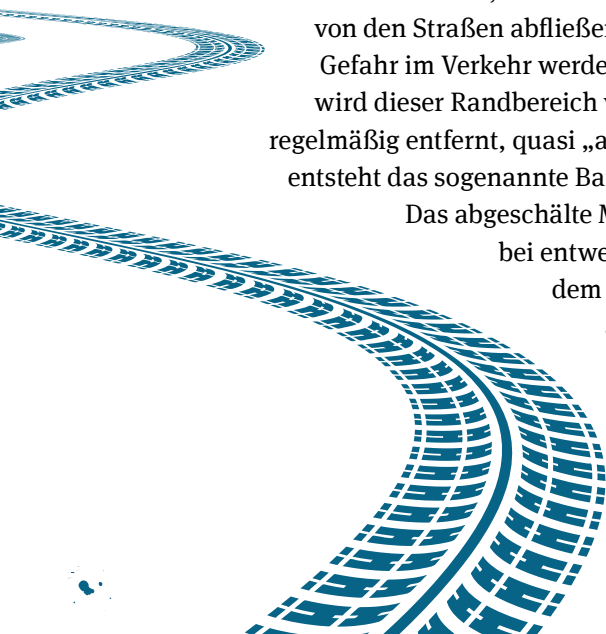 von den Straßen abfließe
Gefahr im Verkehr werde
wird dieser Randbereich
regelmäßig entfernt, quasi „a
entsteht das sogenannte Ba
Das abgeschälte
bei entwe
dem